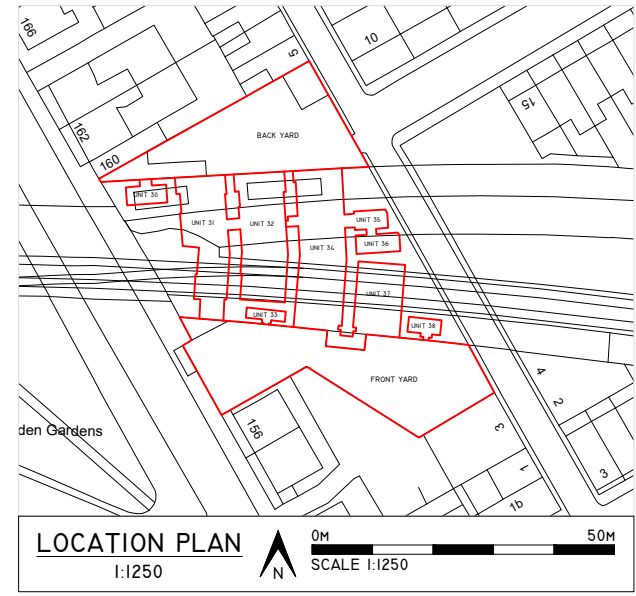 166
5
10
15
162
160
BACK YARD
UNIT 30
UNIT 31
UNIT 32
UNIT 35
UNIT 34
UNIT 36
UNIT 37
UNIT 33
UNIT 38
FRONT YARD
4
2
den Gardens
156
3
1
3
1b
LOCATION PLAN
1:1250
N
0M 50M
SCALE 1:1250